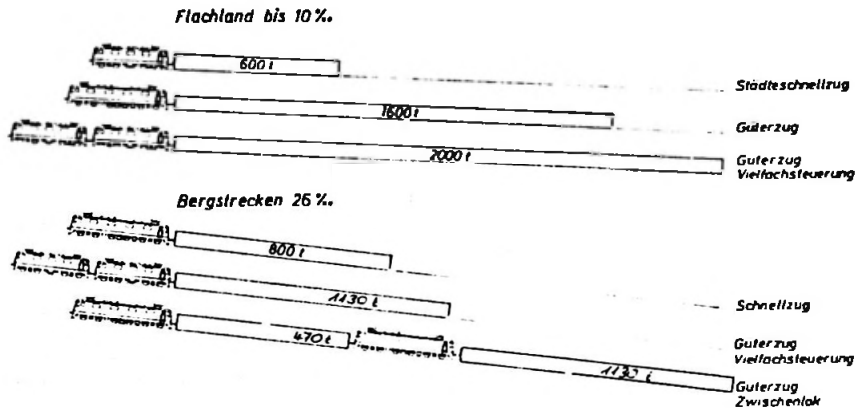 Flachland bis 10‰
600 t
Städteschnellzug
1600 t
Güterzug
2000 t
Güterzug
Vielfachsteuerung
Bergstrecken 26‰
800 t
Schnellzug
1130 t
Güterzug
Vielfachsteuerung
470 t
1130 t
Güterzug
Zwischenlok